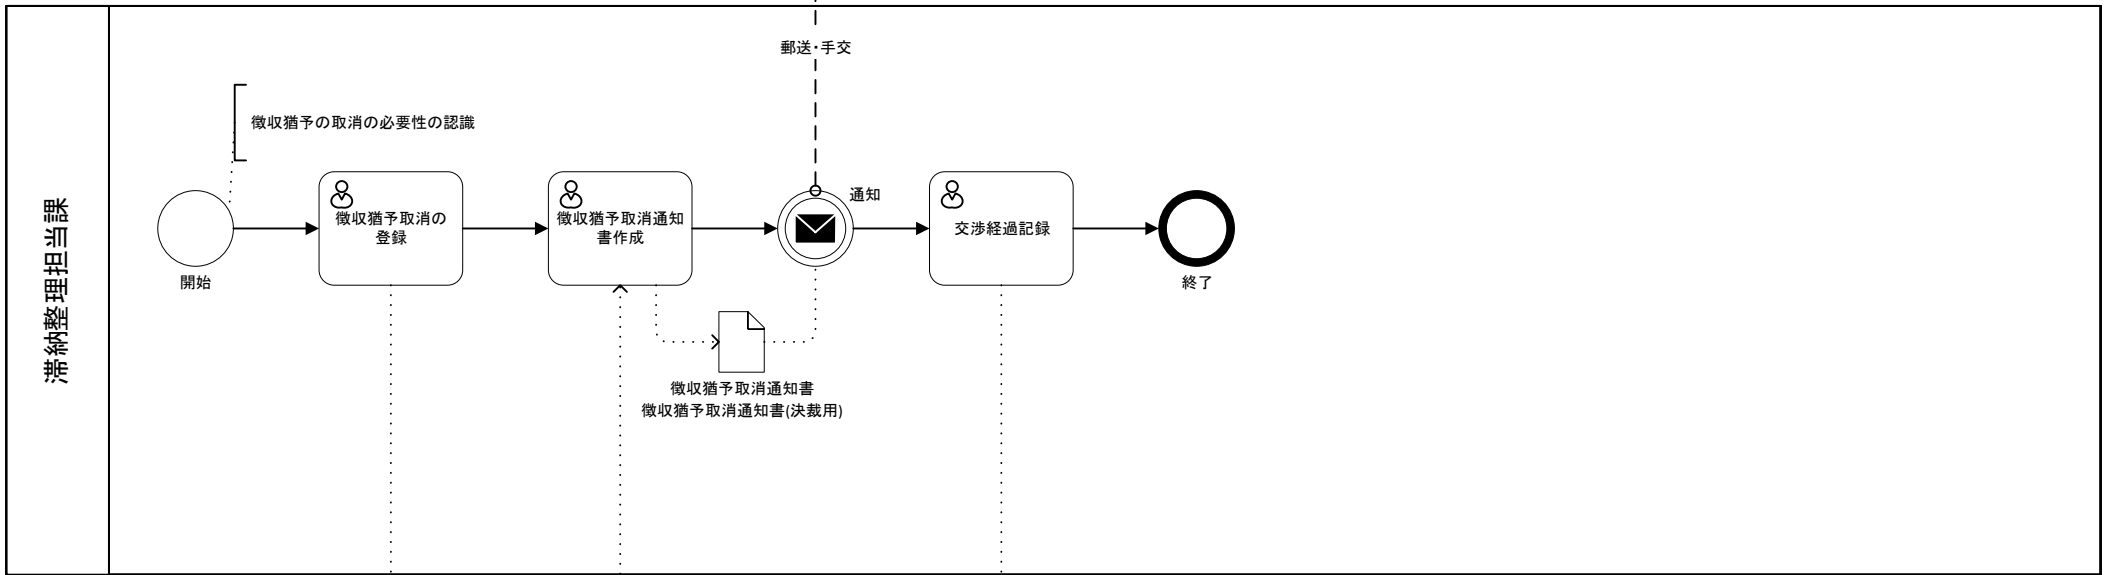 滞納整理担当課
郵送・手交
徴収猶予の取消の必要性の認識
開始
徴収猶予取消の
登録
徴収猶予取消通知
書作成
通知
交渉経過記録
終了
徴収猶予取消通知書
徴収猶予取消通知書(決裁用)